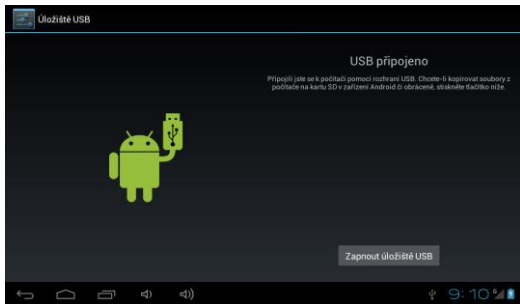 Úložiště USB
USB připojeno
Připojili jste se k počítači pomocí rozhraní USB. Chcete-li kopírovat soubory z
počítače na kartu SD v zařízení Android či obráceně, stiskněte tlačítko níže.
Zapnout úložiště USB
9:10